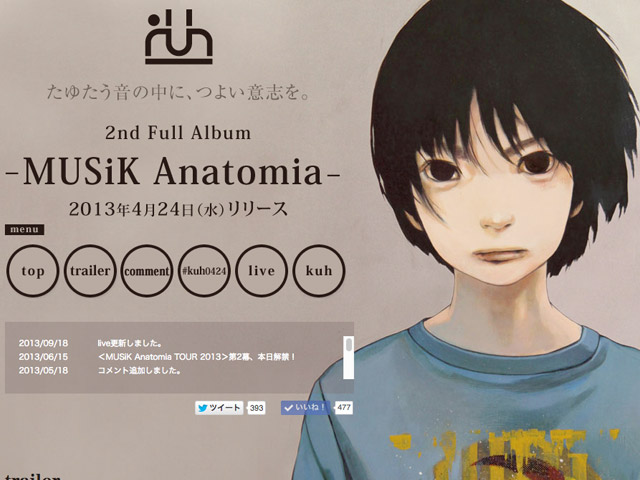 たゆたう音の中に、つよい意志を。
2nd Full Album
-MUSiK Anatomia-
2013年4月24日(水)リリース
menu
top
trailer
comment
#kuh0424
live
kuh
2013/09/18 live更新しました。
2013/06/15 <MUSiK Anatomia TOUR 2013>第2幕、本日解禁！
2013/05/18 コメント追加しました。
ツイート 393 いいね！ 477